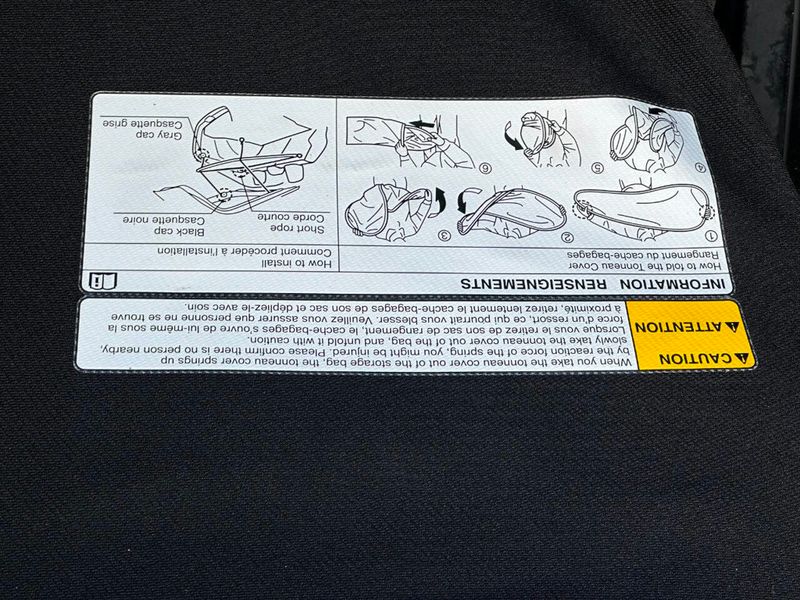 ⚠CAUTION
⚠ATTENTION
When you take the tonneau cover out of the storage bag, the tonneau cover springs up
by the reaction force of the spring, you might be injured. Please confirm there is no person nearby,
slowly take the tonneau cover out of the bag, and unfold it with caution.
Lorsque vous le retirez de son sac de rangement, le cache-bagages s'ouvre de lui-même sous la
force d'un ressort, ce qui pourrait vous blesser. Veuillez vous assurer que personne ne se trouve
à proximité, retirez lentement le cache-bagages de son sac et dépliez-le avec soin.
INFORMATION RENSEIGNEMENTS
How to fold the Tonneau Cover
Rangement du cache-bagages
①
②
③
④
⑤
⑥
How to install
Comment procéder à l'installation
Short rope
Corde courte
Black cap
Casquette noire
Gray cap
Casquette grise